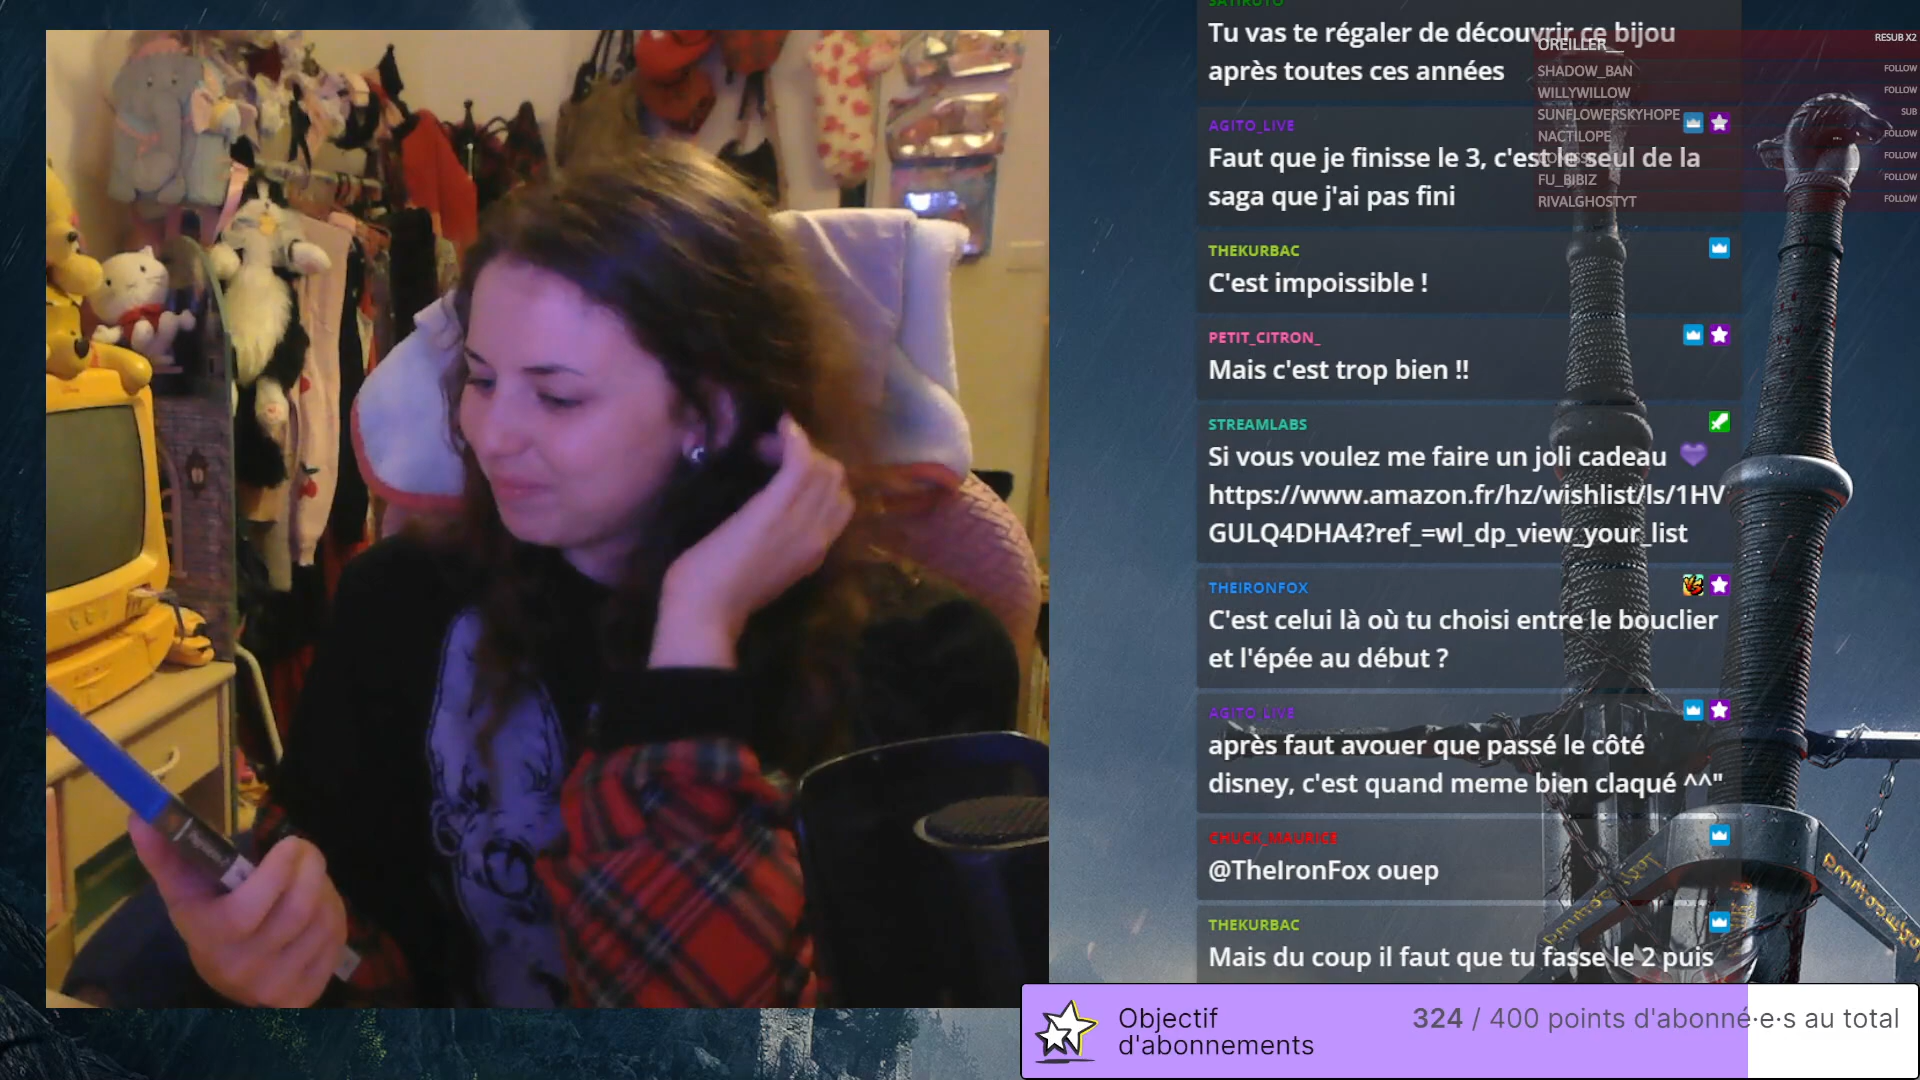 SATIROTO
Tu vas te régaler de découvrir ce bijou
après toutes ces années
OREILLER__
RESUB X2
SHADOW_BAN
FOLLOW
WILLYWILLOW
FOLLOW
SUNFLOWERSKYHOPE
SUB
NACTILOPE
FOLLOW
FOLLOW
FU_BIBIZ
FOLLOW
RIVALGHOSTYT
FOLLOW
AGITO_LIVE
Faut que je finisse le 3, c'est le seul de la
saga que j'ai pas fini
THEKURBAC
C'est impoissible !
PETIT_CITRON_
Mais c'est trop bien !!
STREAMLABS
Si vous voulez me faire un joli cadeau
https://www.amazon.fr/hz/wishlist/ls/1HV
GULQ4DHA4?ref_=wl_dp_view_your_list
THEIRONFOX
C'est celui là où tu choisi entre le bouclier
et l'épée au début ?
AGITO_LIVE
après faut avouer que passé le côté
disney, c'est quand meme bien claqué ^^"
CHUCK_MAURICE
@TheIronFox ouep
THEKURBAC
Mais du coup il faut que tu fasse le 2 puis
Objectif
d'abonnements
324 / 400 points d'abonné·e·s au total